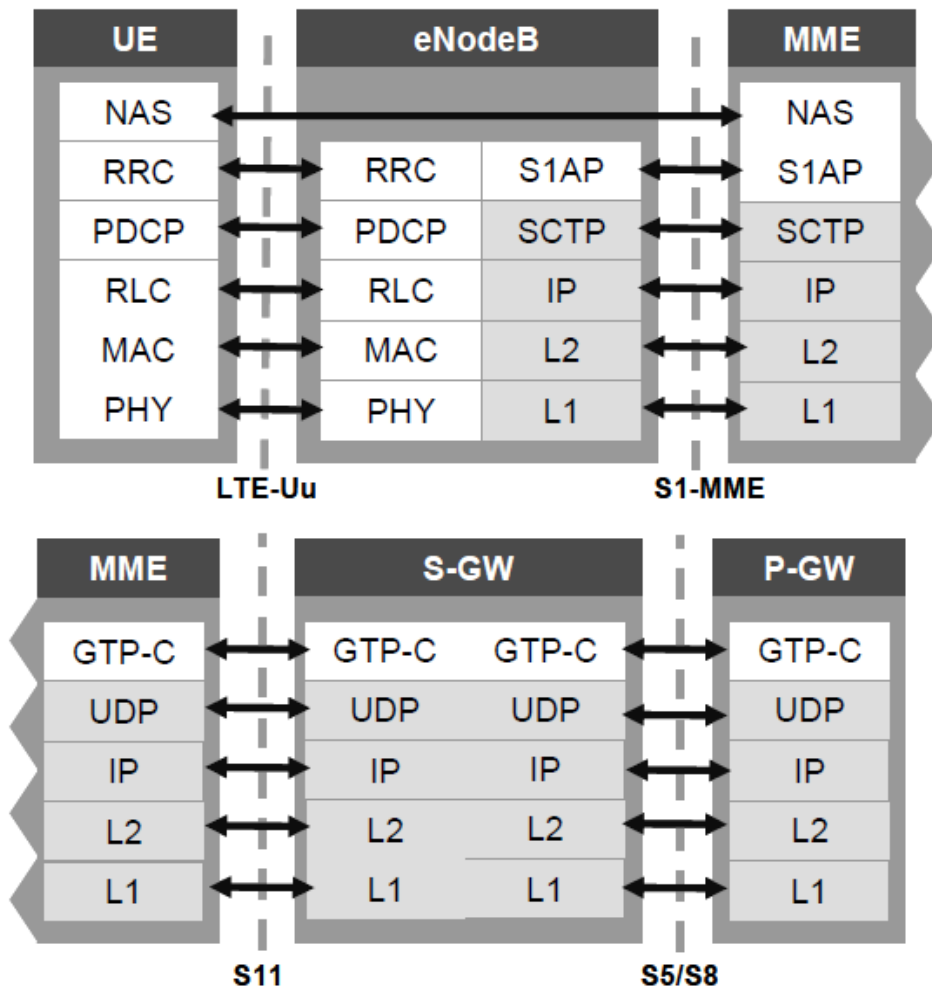 UE eNodeB MME
NAS NAS
RRC RRC S1AP S1AP
PDCP PDCP SCTP SCTP
RLC RLC IP IP
MAC MAC L2 L2
PHY PHY L1 L1
LTE-Uu S1-MME
MME S-GW P-GW
GTP-C GTP-C GTP-C GTP-C
UDP UDP UDP UDP
IP IP IP IP
L2 L2 L2 L2
L1 L1 L1 L1
S11 S5/S8